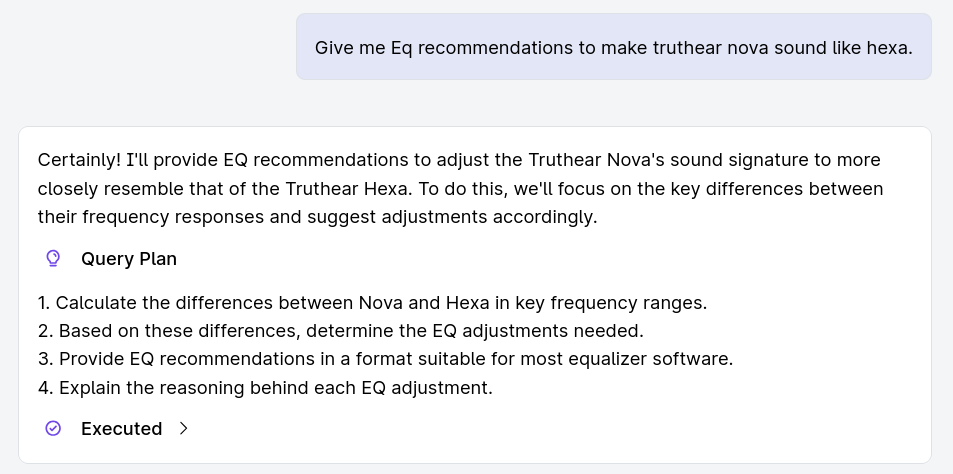 Give me Eq recommendations to make truthear nova sound like hexa.
Certainly! I'll provide EQ recommendations to adjust the Truthear Nova's sound signature to more
closely resemble that of the Truthear Hexa. To do this, we'll focus on the key differences between
their frequency responses and suggest adjustments accordingly.
Query Plan
1. Calculate the differences between Nova and Hexa in key frequency ranges.
2. Based on these differences, determine the EQ adjustments needed.
3. Provide EQ recommendations in a format suitable for most equalizer software.
4. Explain the reasoning behind each EQ adjustment.
Executed